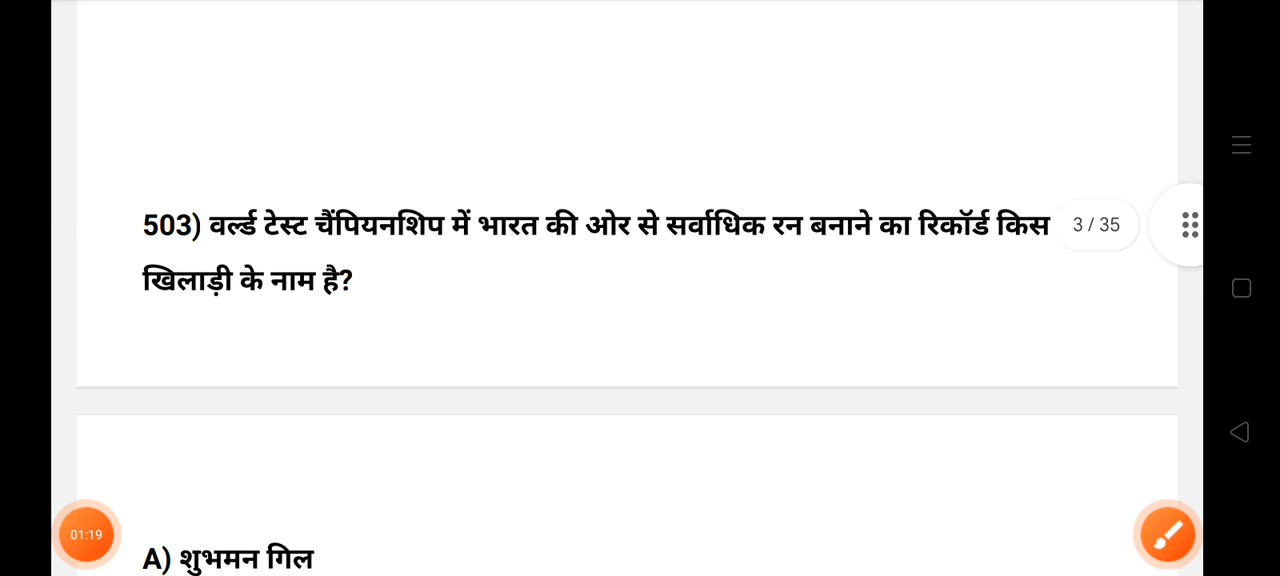 503) वर्ल्ड टेस्ट चैंपियनशिप में भारत की ओर से सर्वाधिक रन बनाने का रिकॉर्ड किस
3 / 35
खिलाड़ी के नाम है?
01:19
A) शुभमन गिल